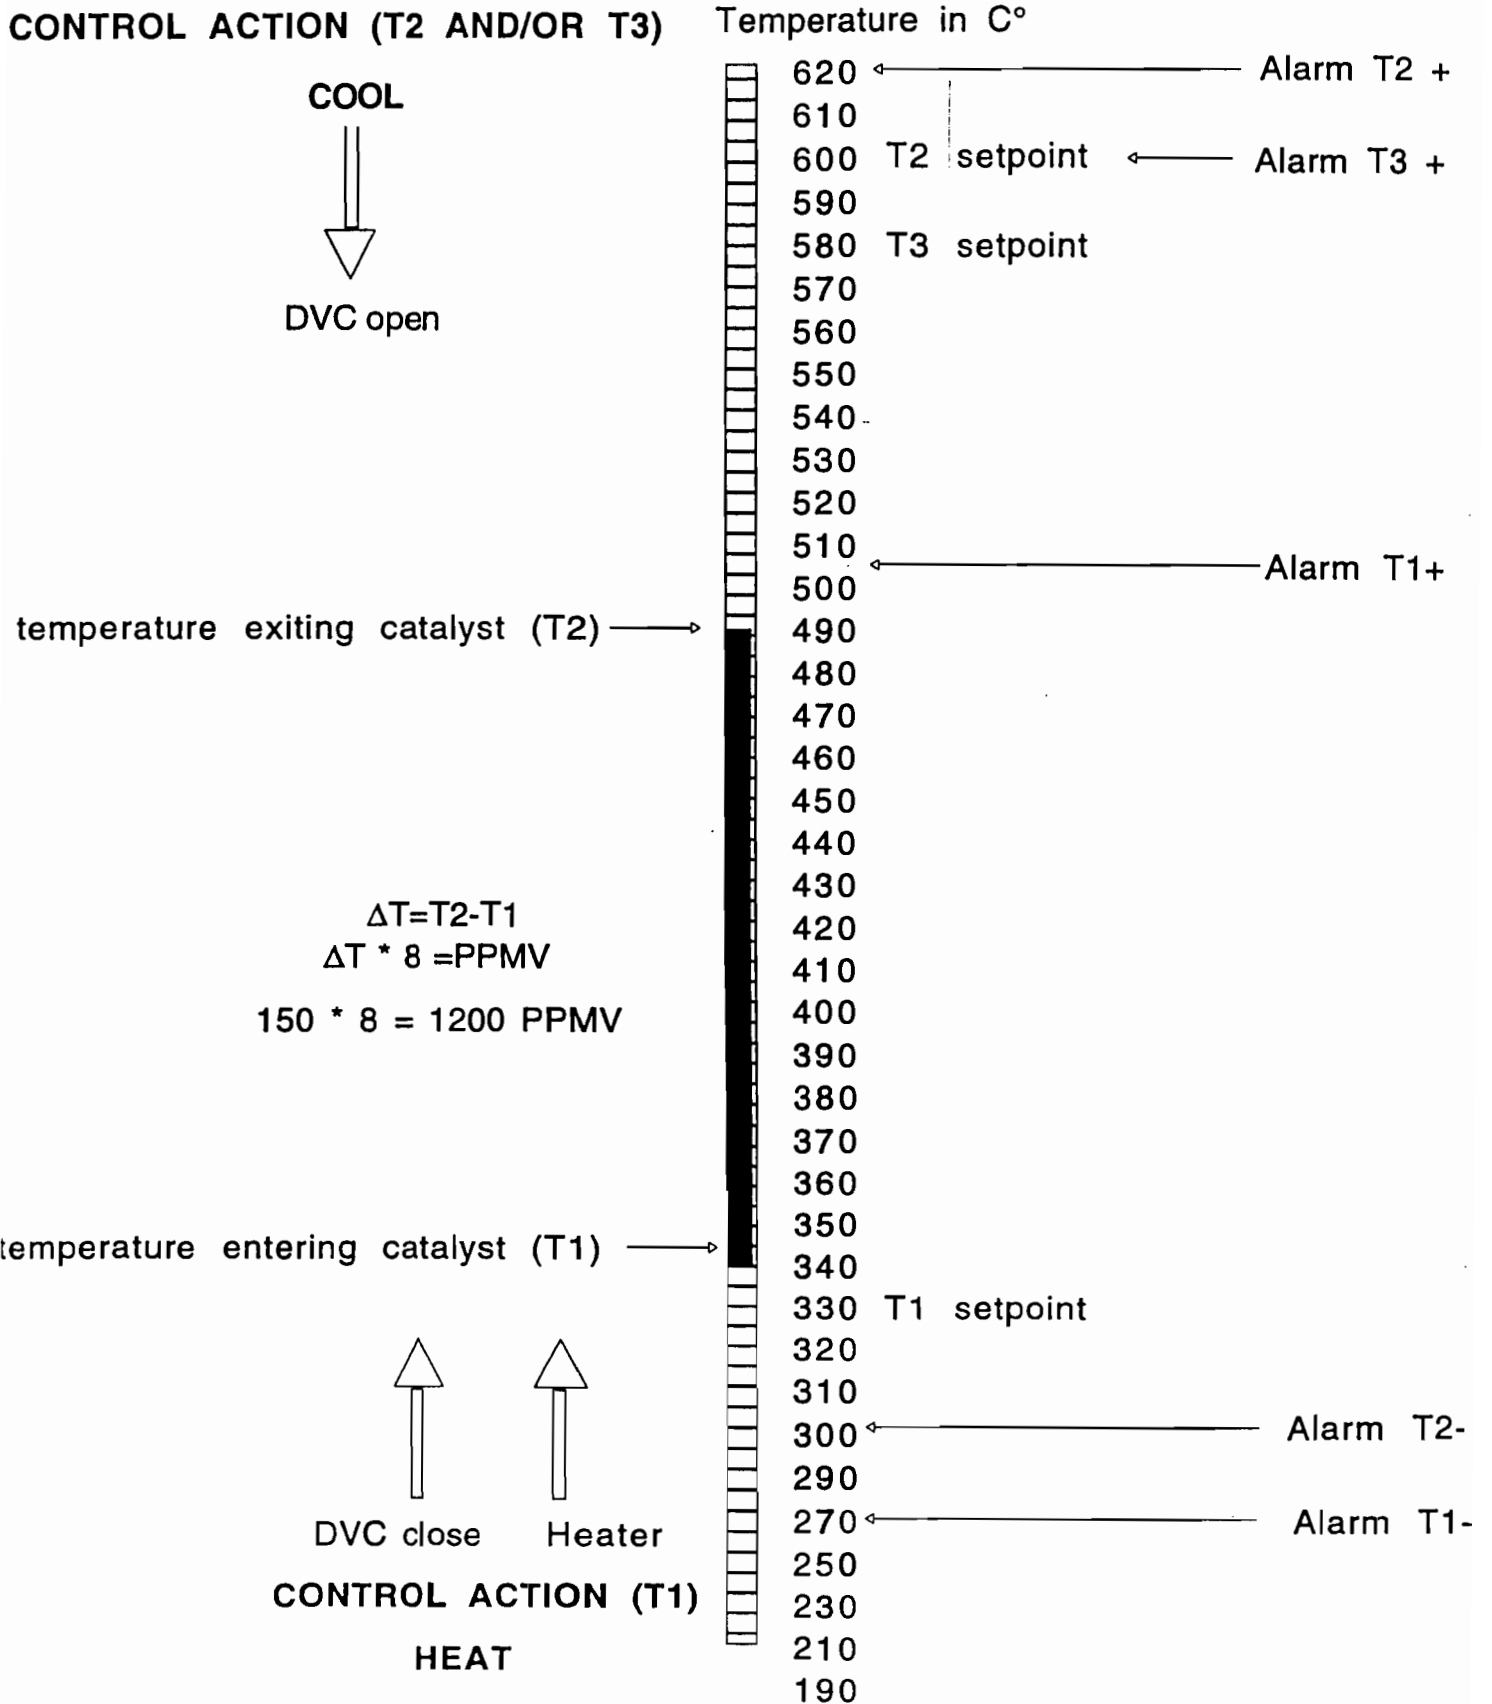 CONTROL ACTION (T2 AND/OR T3)
Temperature in C°
COOL
DVC open
620
Alarm T2 +
610
600 T2 setpoint
Alarm T3 +
590
580 T3 setpoint
570
560
550
540
530
520
510
Alarm T1+
500
temperature exiting catalyst (T2)
490
480
470
460
450
440
430
ΔT=T2-T1
420
ΔT * 8 =PPMV
410
150 * 8 = 1200 PPMV
400
390
380
370
360
350
temperature entering catalyst (T1)
340
330 T1 setpoint
320
310
300
Alarm T2-
290
270
Alarm T1-
DVC close
Heater
250
CONTROL ACTION (T1)
230
HEAT
210
190